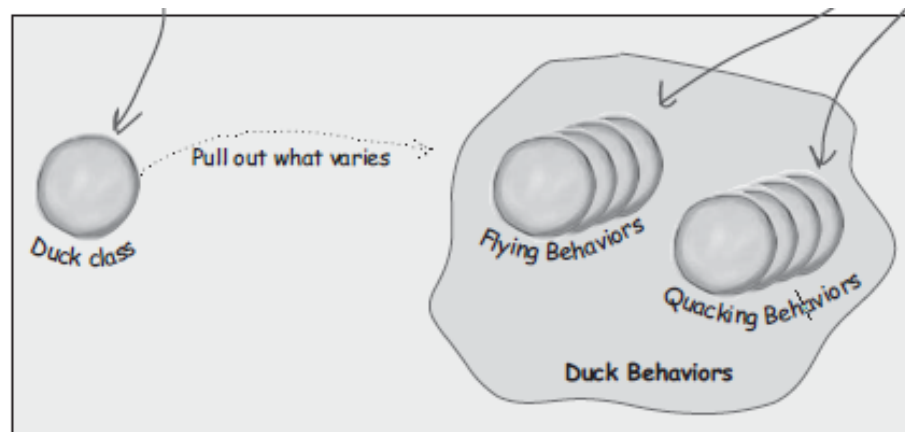 Pull out what varies
Duck class
Flying Behaviors
Quacking Behaviors
Duck Behaviors